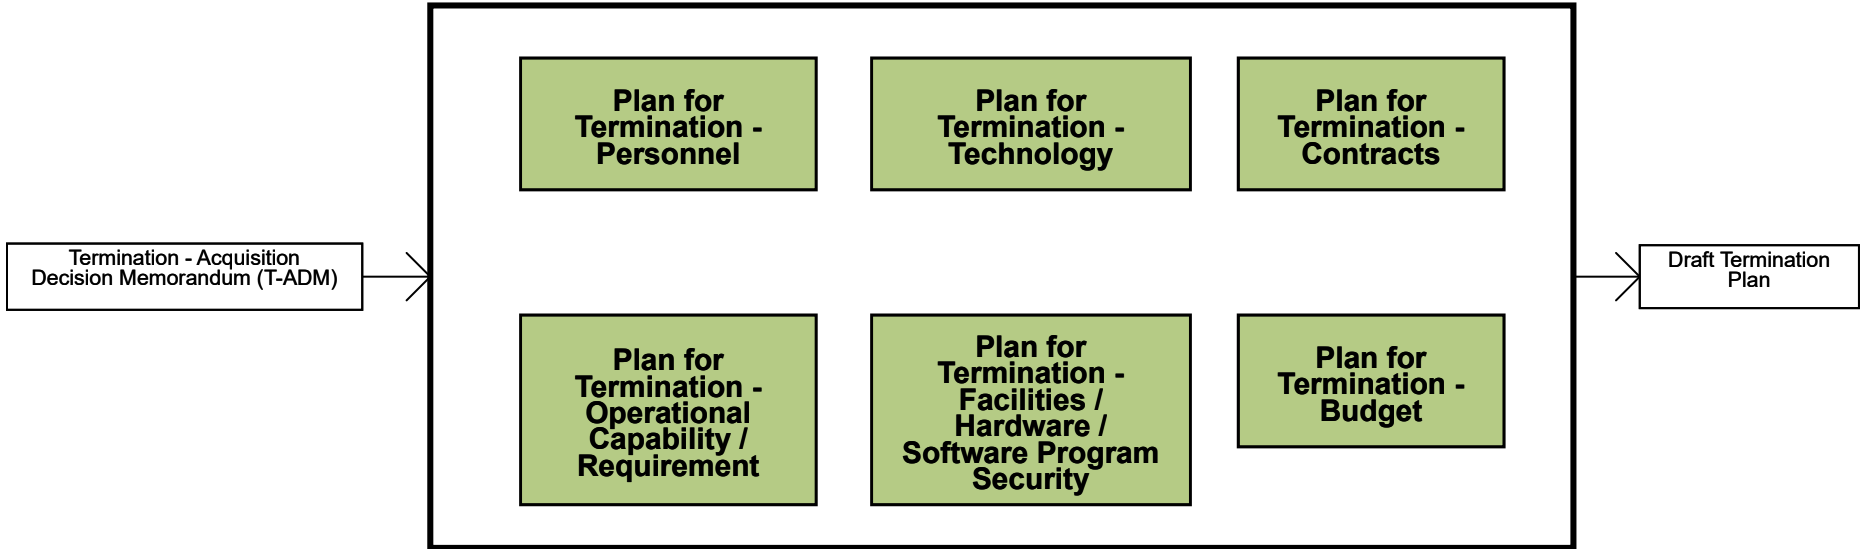 Plan for
Termination -
Personnel
Plan for
Termination -
Technology
Plan for
Termination -
Contracts
Termination - Acquisition
Decision Memorandum (T-ADM)
Draft Termination
Plan
Plan for
Termination -
Operational
Capability /
Requirement
Plan for
Termination -
Facilities /
Hardware /
Software Program
Security
Plan for
Termination -
Budget